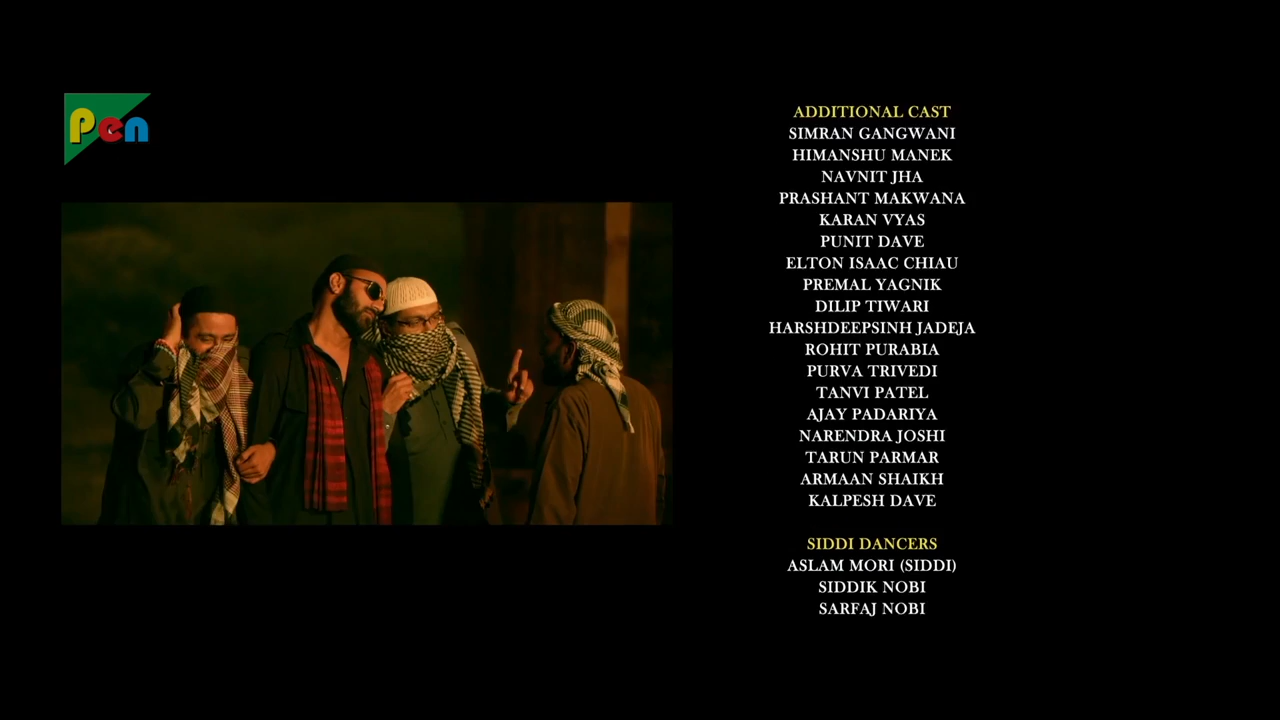 Pen
ADDITIONAL CAST
SIMRAN GANGWANI
HIMANSHU MANEK
NAVNIT JHA
PRASHANT MAKWANA
KARAN VYAS
PUNIT DAVE
ELTON ISAAC CHIAU
PREMAL YAGNIK
DILIP TIWARI
HARSHDEEPSINH JADEJA
ROHIT PURABIA
PURVA TRIVEDI
TANVI PATEL
AJAY PADARIYA
NARENDRA JOSHI
TARUN PARMAR
ARMAAN SHAIKH
KALPESH DAVE
SIDDI DANCERS
ASLAM MORI (SIDDI)
SIDDIK NOBI
SARFAJ NOBI